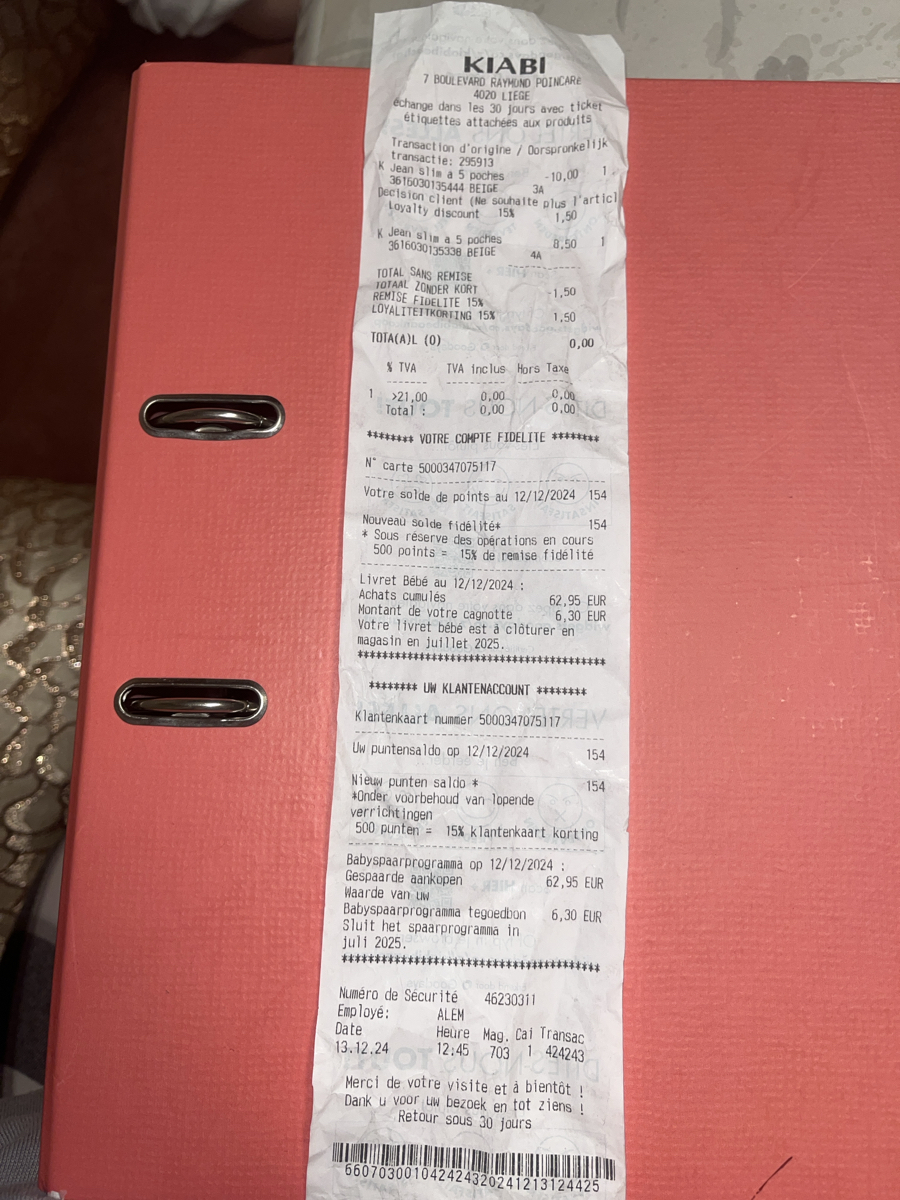 KIABI
7 BOULEVARD RAYMOND POINCARE
4020 LIEGE
échange dans les 30 jours avec ticket
étiquettes attachées aux produits
Transaction d'origine / Oorspronkelijk
transactie: 295913
K Jean slim a 5 poches -10,00 1
3616030135444 BEIGE 3A
Decision client (Ne souhaite plus l'articl
Loyalty discount 15% 1,50
K Jean slim a 5 poches 8,50 1
3616030135338 BEIGE 4A
TOTAL SANS REMISE
TOTAAL ZONDER KORT -1,50
REMISE FIDELITE 15%
LOYALITEITKORTING 15% 1,50
TOTA(A)L (0) 0,00
% TVA TVA inclus Hors Taxe
1 >21,00 0,00 0,00
Total : 0,00 0,00
******** VOTRE COMPTE FIDELITE ********
N° carte 5000347075117
Votre solde de points au 12/12/2024 154
Nouveau solde fidélité* 154
* Sous réserve des opérations en cours
500 points = 15% de remise fidélité
Livret Bébé au 12/12/2024 :
Achats cumulés 62,95 EUR
Montant de votre cagnotte 6,30 EUR
Votre livret bébé est à clôturer en
magasin en juillet 2025.
****************************************
******** UW KLANTENACCOUNT ********
Klantenkaart nummer 5000347075117
Uw puntensaldo op 12/12/2024 154
Nieuw punten saldo * 154
*Onder voorbehoud van lopende
verrichtingen
500 punten = 15% klantenkaart korting
Babyspaarprogramma op 12/12/2024 :
Gespaarde aankopen 62,95 EUR
Waarde van uw
Babyspaarprogramma tegoedbon 6,30 EUR
Sluit het spaarprogramma in
juli 2025.
****************************************
Numéro de Sécurité 46230311
Employé: ALEM
Date Heure Mag. Cai Transac
13.12.24 12:45 703 1 424243
Merci de votre visite et à bientôt !
Dank u voor uw bezoek en tot ziens !
Retour sous 30 jours
66070300104242432024121312​4425